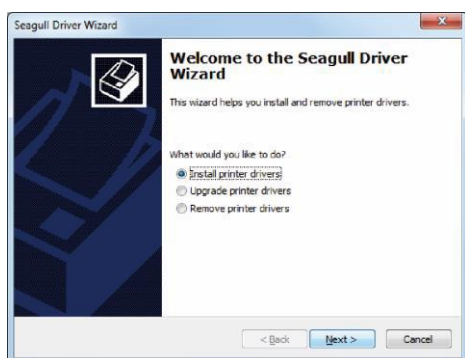 Seagull Driver Wizard
Welcome to the Seagull Driver
Wizard
This wizard helps you install and remove printer drivers.
What would you like to do?
Install printer drivers
Upgrade printer drivers
Remove printer drivers
< Back Next > Cancel